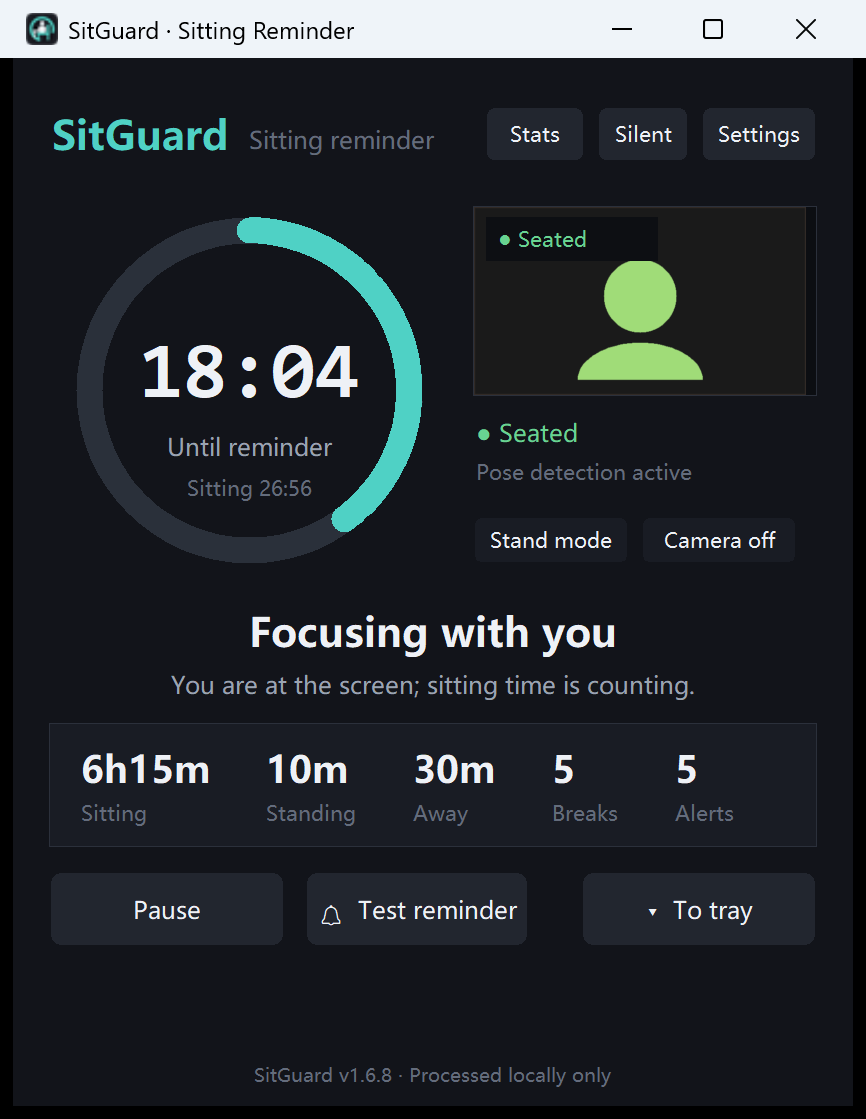 SitGuard · Sitting Reminder
SitGuard Sitting reminder
Stats Silent Settings
● Seated
18:04
Until reminder
Sitting 26:56
● Seated
Pose detection active
Stand mode Camera off
Focusing with you
You are at the screen; sitting time is counting.
6h15m 10m 30m 5 5
Sitting Standing Away Breaks Alerts
Pause Test reminder ▼ To tray
SitGuard v1.6.8 · Processed locally only